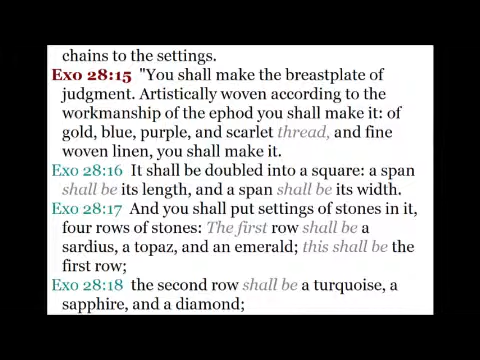 chains to the settings.
Exo 28:15 "You shall make the breastplate of
judgment. Artistically woven according to the
workmanship of the ephod you shall make it: of
gold, blue, purple, and scarlet thread, and fine
woven linen, you shall make it.
Exo 28:16 It shall be doubled into a square: a span
shall be its length, and a span shall be its width.
Exo 28:17 And you shall put settings of stones in it,
four rows of stones: The first row shall be a
sardius, a topaz, and an emerald; this shall be the
first row;
Exo 28:18 the second row shall be a turquoise, a
sapphire, and a diamond;